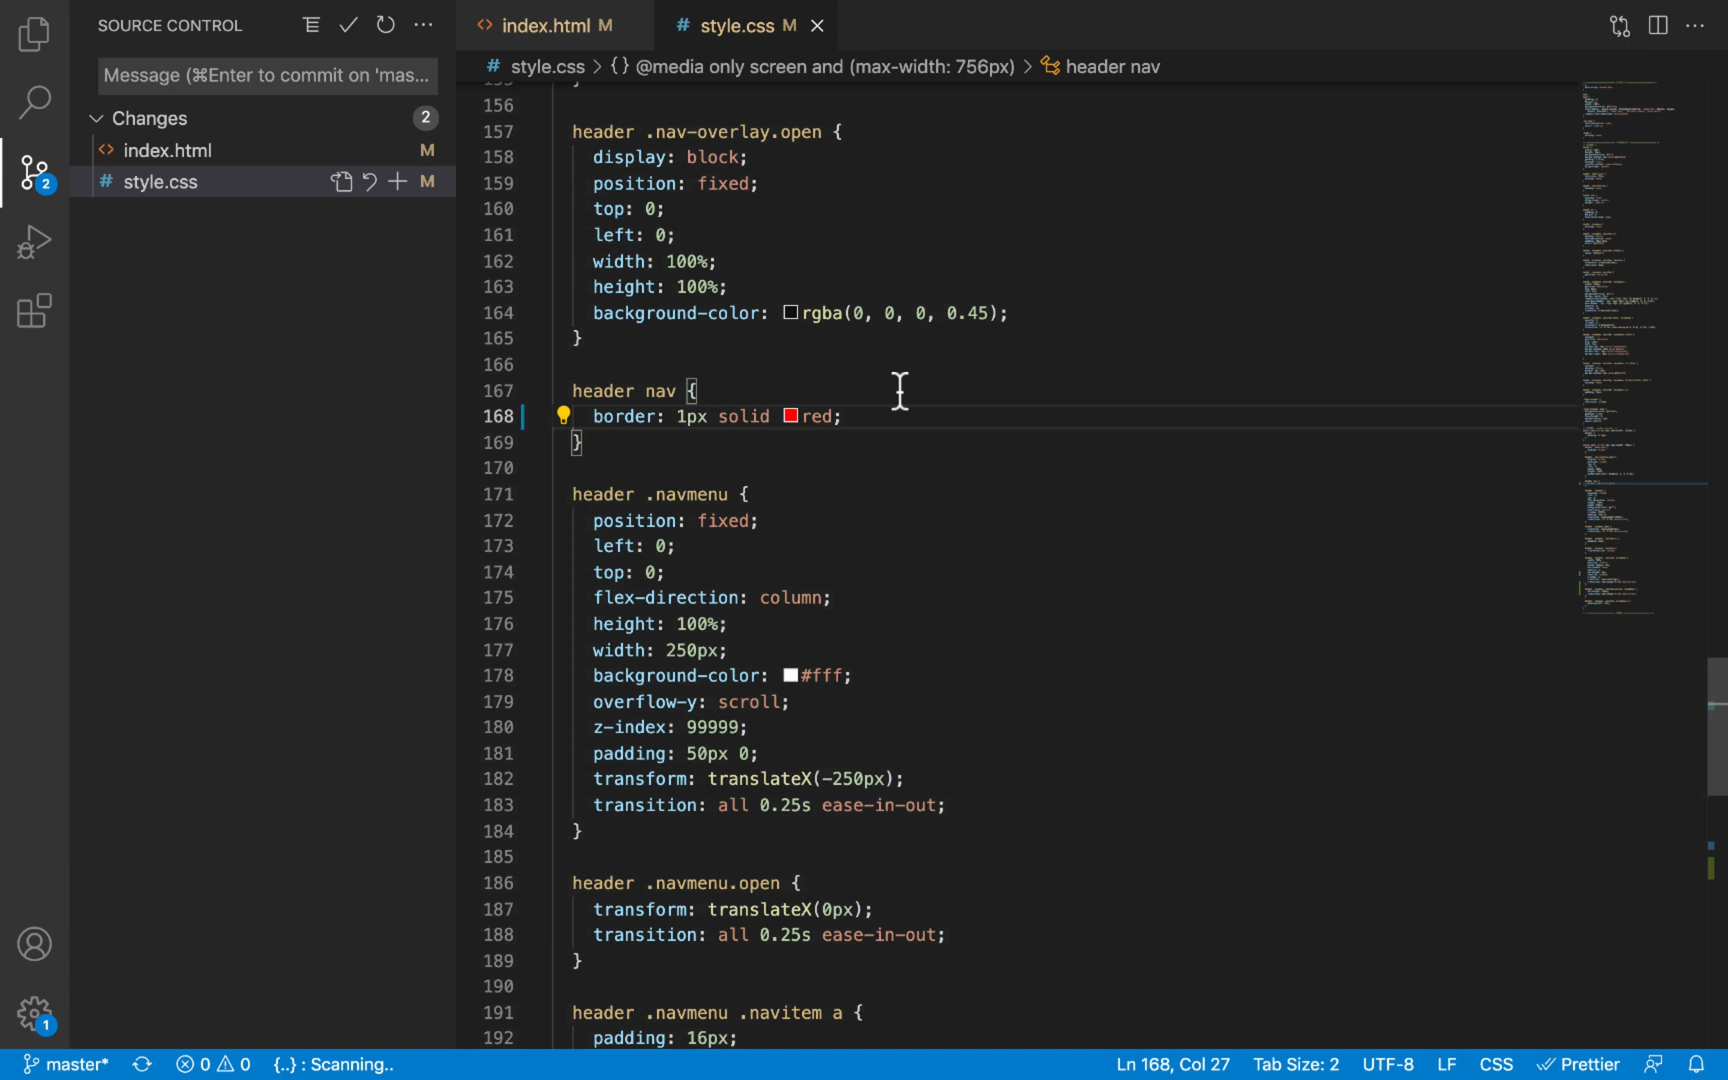 SOURCE CONTROL
Message (⌘Enter to commit on 'mas...
Changes 2
<> index.html M
# style.css M
2
1
<> index.html M
# style.css M
# style.css > {} @media only screen and (max-width: 756px) > header nav
156
157 header .nav-overlay.open {
158 display: block;
159 position: fixed;
160 top: 0;
161 left: 0;
162 width: 100%;
163 height: 100%;
164 background-color: rgba(0, 0, 0, 0.45);
165 }
166
167 header nav {
168 border: 1px solid red;
169 }
170
171 header .navmenu {
172 position: fixed;
173 left: 0;
174 top: 0;
175 flex-direction: column;
176 height: 100%;
177 width: 250px;
178 background-color: #fff;
179 overflow-y: scroll;
180 z-index: 99999;
181 padding: 50px 0;
182 transform: translateX(-250px);
183 transition: all 0.25s ease-in-out;
184 }
185
186 header .navmenu.open {
187 transform: translateX(0px);
188 transition: all 0.25s ease-in-out;
189 }
190
191 header .navmenu .navitem a {
192 padding: 16px;
master* 0 0 {..} : Scanning.. Ln 168, Col 27 Tab Size: 2 UTF-8 LF CSS Prettier